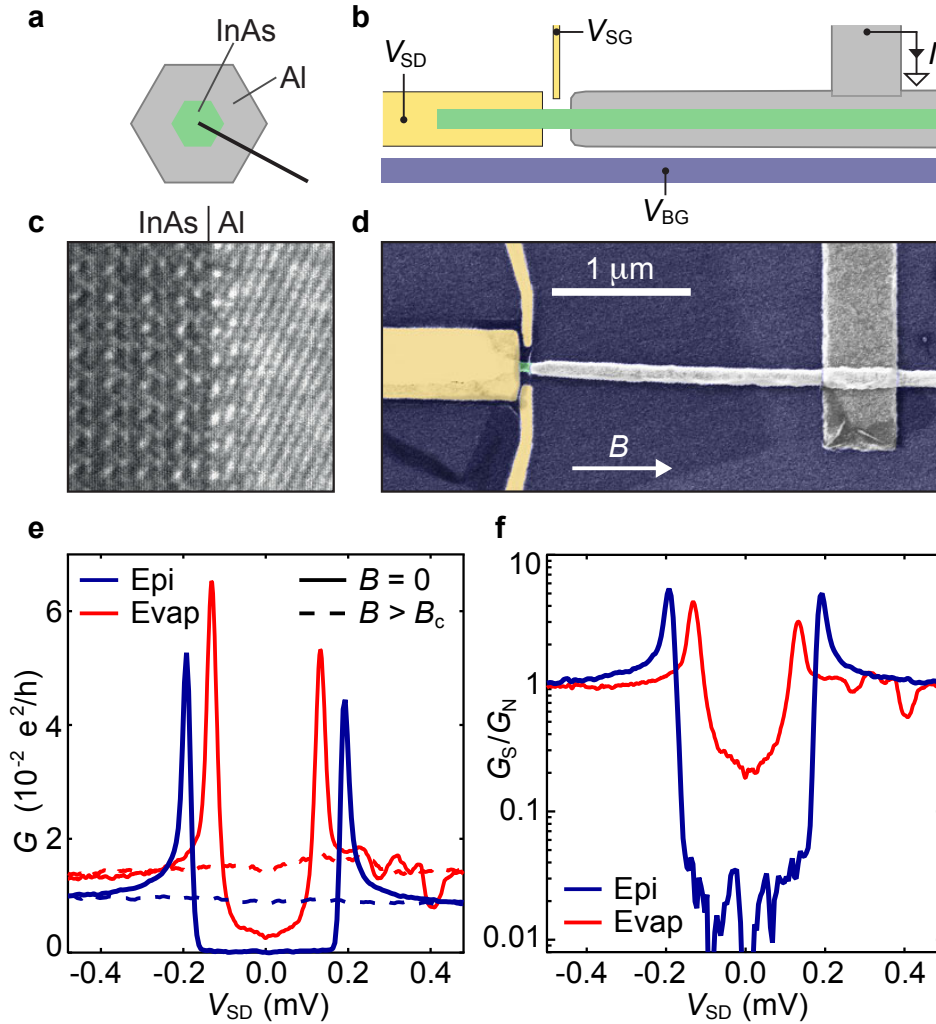 a
InAs
Al
b
V_SD
V_SG
I
V_BG
c
InAs | Al
d
1 μm
B
e
Epi
Evap
B = 0
B > B_c
6
4
2
0
G (10^-2 e^2/h)
-0.4 -0.2 0.0 0.2 0.4
V_SD (mV)
f
10
1
0.1
0.01
G_S/G_N
Epi
Evap
-0.4 -0.2 0.0 0.2 0.4
V_SD (mV)